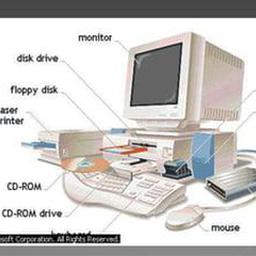 monitor
disk drive
floppy disk
aser
rinter
CD-ROM
CD-ROM drive
mouse
soft Corporation. All Rights Reserved.